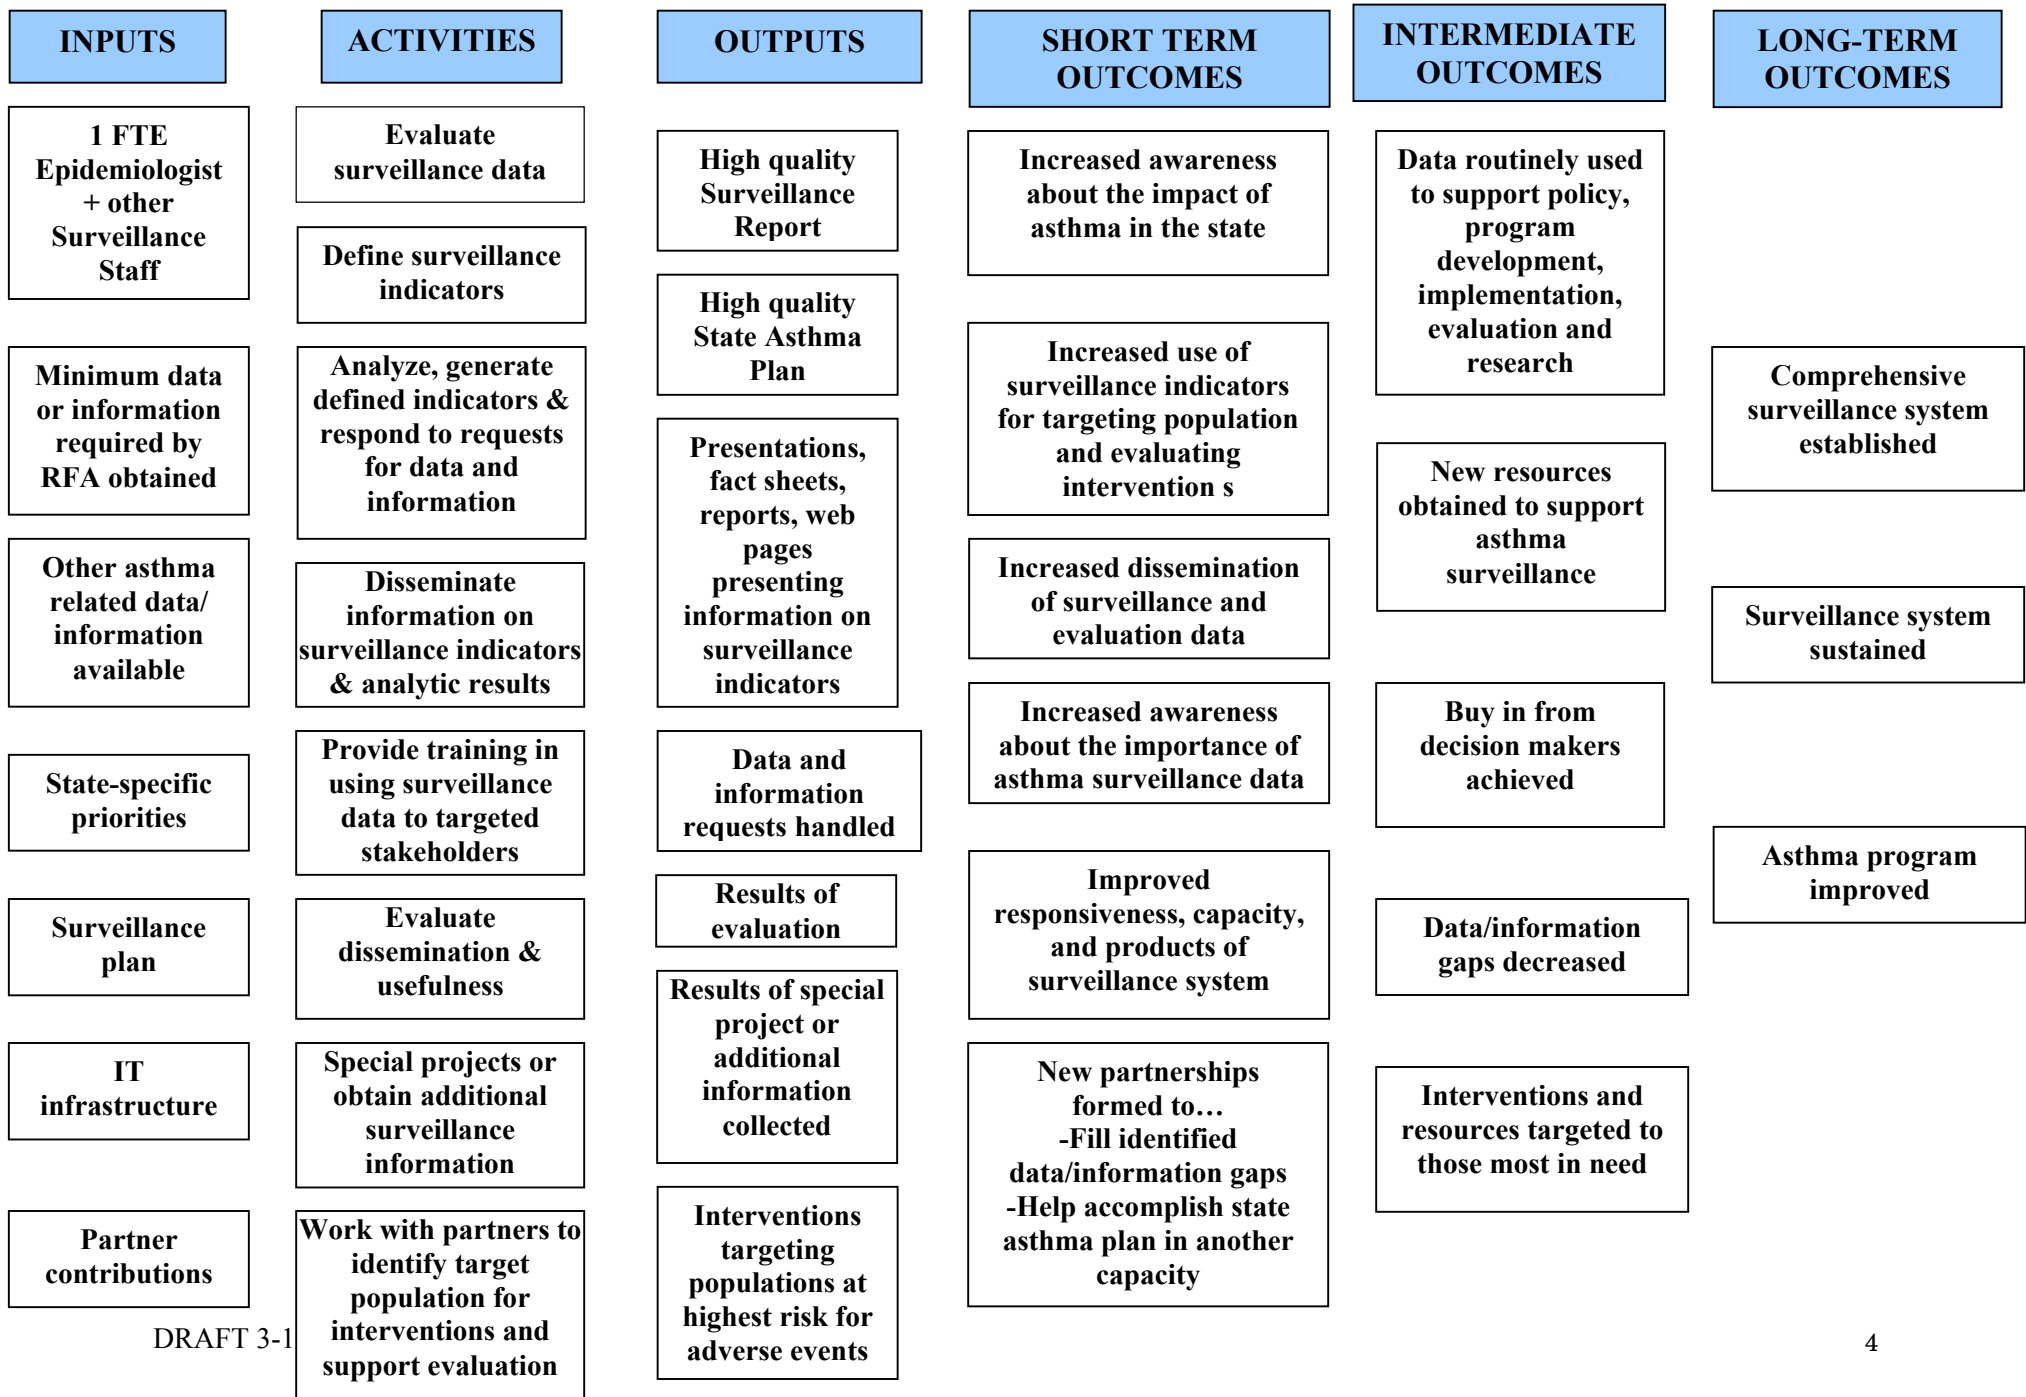 INPUTS
1 FTE
Epidemiologist
+ other
Surveillance
Staff
Minimum data
or information
required by
RFA obtained
Other asthma
related data/
information
available
State-specific
priorities
Surveillance
plan
IT
infrastructure
Partner
contributions
ACTIVITIES
Evaluate
surveillance data
Define surveillance
indicators
Analyze, generate
defined indicators &
respond to requests
for data and
information
Disseminate
information on
surveillance indicators
& analytic results
Provide training in
using surveillance
data to targeted
stakeholders
Evaluate
dissemination &
usefulness
Special projects or
obtain additional
surveillance
information
Work with partners to
identify target
population for
interventions and
support evaluation
OUTPUTS
High quality
Surveillance
Report
High quality
State Asthma
Plan
Presentations,
fact sheets,
reports, web
pages
presenting
information on
surveillance
indicators
Data and
information
requests handled
Results of
evaluation
Results of special
project or
additional
information
collected
Interventions
targeting
populations at
highest risk for
adverse events
SHORT TERM
OUTCOMES
Increased awareness
about the impact of
asthma in the state
Increased use of
surveillance indicators
for targeting population
and evaluating
intervention s
Increased dissemination
of surveillance and
evaluation data
Increased awareness
about the importance of
asthma surveillance data
Improved
responsiveness, capacity,
and products of
surveillance system
New partnerships
formed to…
-Fill identified
data/information gaps
-Help accomplish state
asthma plan in another
capacity
INTERMEDIATE
OUTCOMES
Data routinely used
to support policy,
program
development,
implementation,
evaluation and
research
New resources
obtained to support
asthma
surveillance
Buy in from
decision makers
achieved
Data/information
gaps decreased
Interventions and
resources targeted to
those most in need
LONG-TERM
OUTCOMES
Comprehensive
surveillance system
established
Surveillance system
sustained
Asthma program
improved
DRAFT 3-1
4